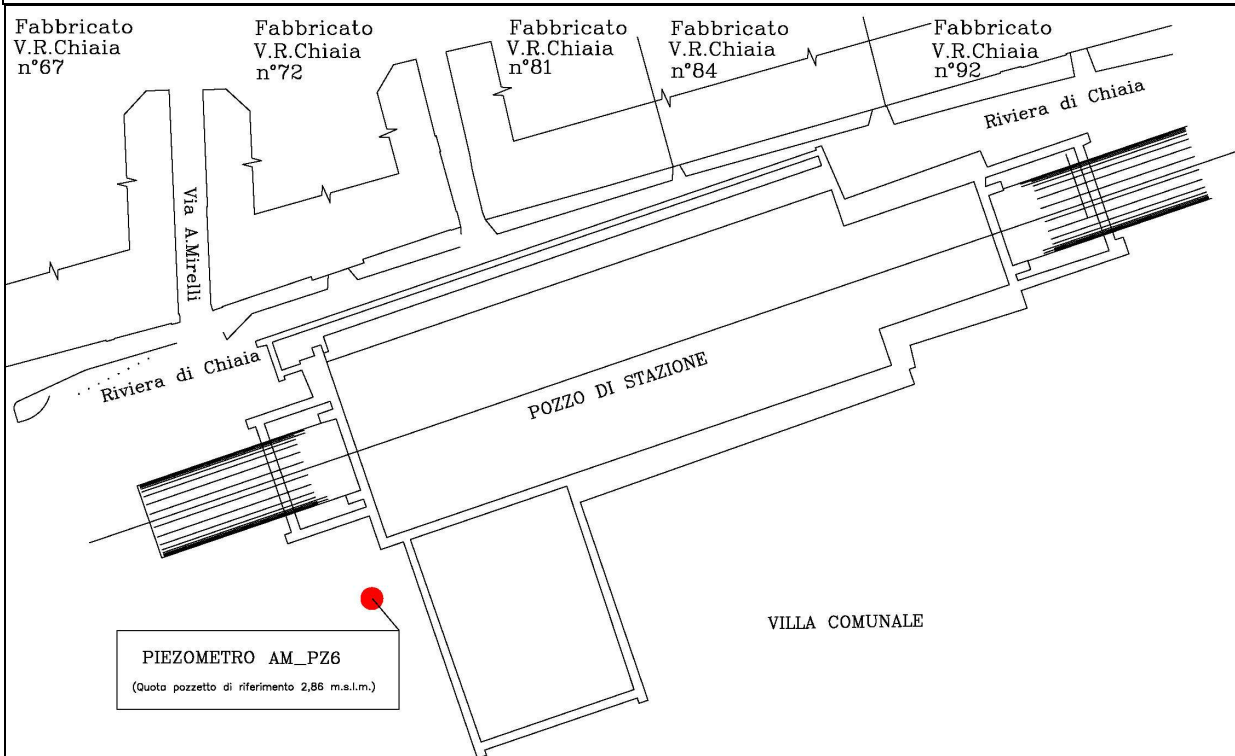 Fabbricato
V.R.Chiaia
n°67
Fabbricato
V.R.Chiaia
n°72
Fabbricato
V.R.Chiaia
n°81
Fabbricato
V.R.Chiaia
n°84
Fabbricato
V.R.Chiaia
n°92
Riviera di Chiaia
Via A.Mirelli
Riviera di Chiaia
POZZO DI STAZIONE
VILLA COMUNALE
PIEZOMETRO AM_PZ6
(Quota pozzetto di riferimento 2,86 m.s.l.m.)